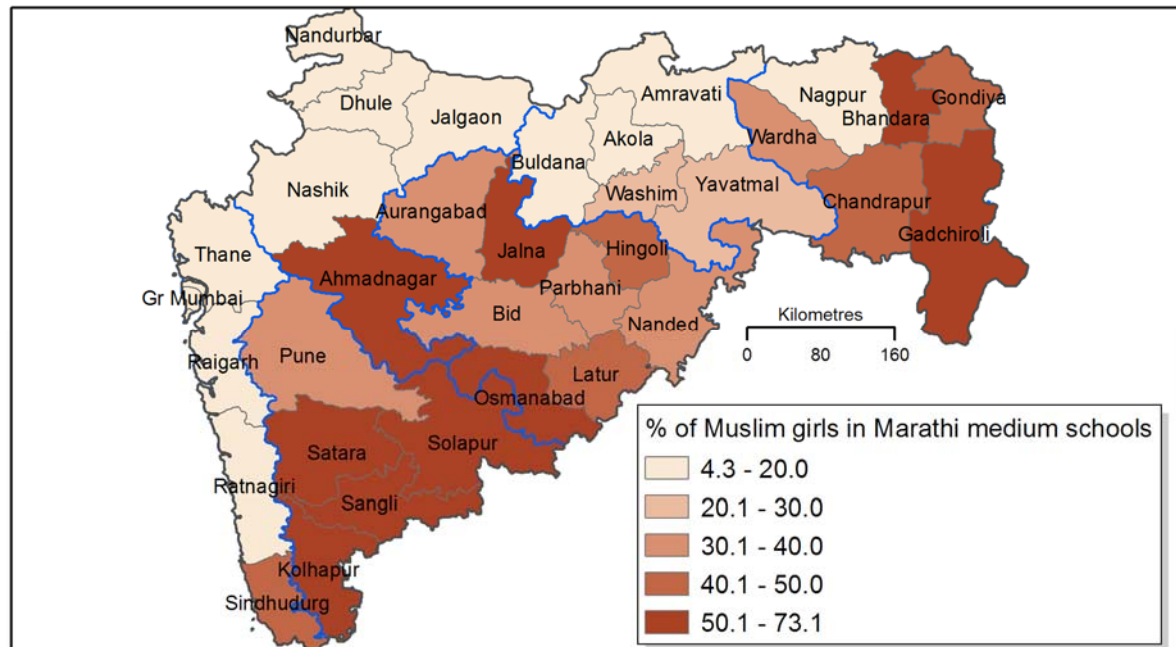 Nandurbar
Dhule
Jalgaon
Amravati
Nagpur
Gondiya
Bhandara
Akola
Wardha
Buldana
Nashik
Washim
Yavatmal
Chandrapur
Aurangabad
Gadchiroli
Thane
Jalna
Hingoli
Ahmadnagar
Parbhani
Gr Mumbai
Bid
Nanded
Raigarh
Pune
Latur
Osmanabad
Satara
Solapur
Ratnagiri
Sangli
Kolhapur
Sindhudurg
Kilometres
0 80 160
% of Muslim girls in Marathi medium schools
4.3 - 20.0
20.1 - 30.0
30.1 - 40.0
40.1 - 50.0
50.1 - 73.1